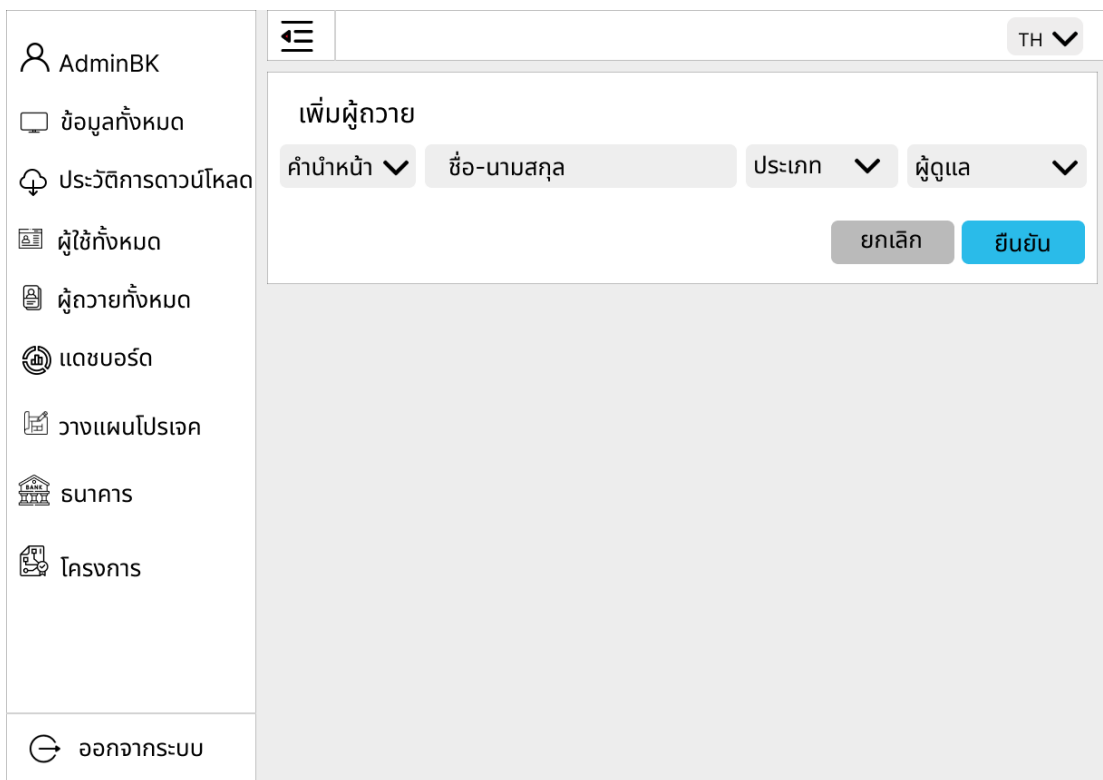 AdminBK
ข้อมูลทั้งหมด
ประวัติการดาวน์โหลด
ผู้ใช้ทั้งหมด
ผู้ถวายทั้งหมด
แดชบอร์ด
วางแผนโปรเจค
BANK
ธนาคาร
โครงการ
ออกจากระบบ
TH
เพิ่มผู้ถวาย
คำนำหน้า ชื่อ-นามสกุล ประเภท ผู้ดูแล
ยกเลิก ยืนยัน